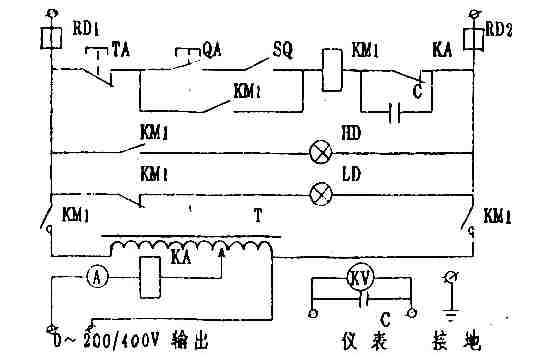 RD1
RD2
TA
QA
SQ
KM1
KA
C
KM1
KM1
HD
KM1
LD
KM1
T
KM1
KA
A
KV
C
0~200/400V 输出
仪表
接地